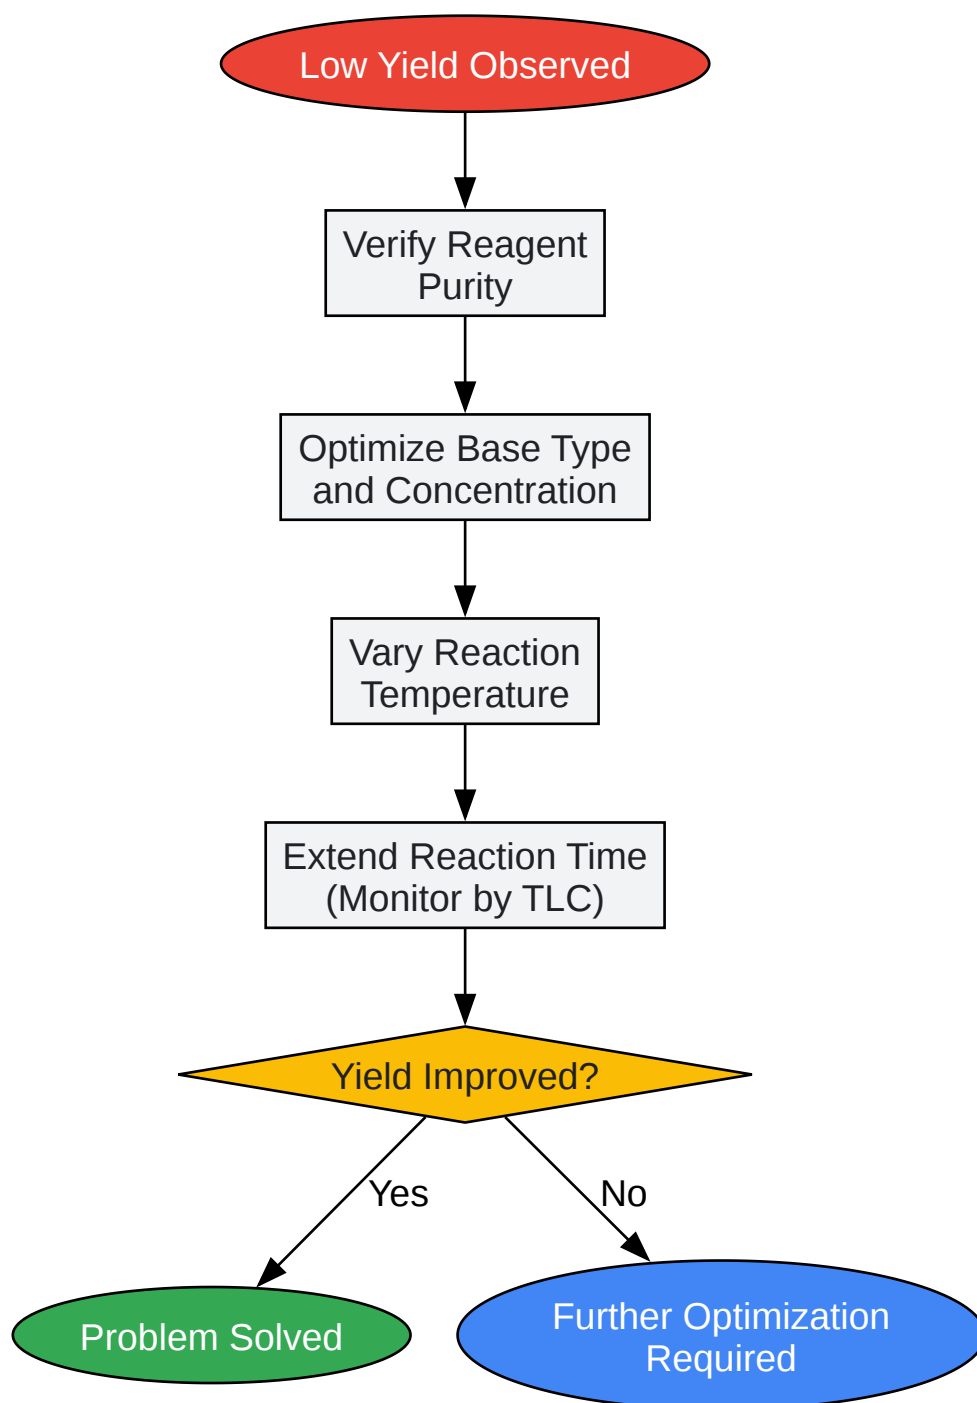 Low Yield Observed
Verify Reagent
Purity
Optimize Base Type
and Concentration
Vary Reaction
Temperature
Extend Reaction Time
(Monitor by TLC)
Yield Improved?
Yes
No
Problem Solved
Further Optimization
Required